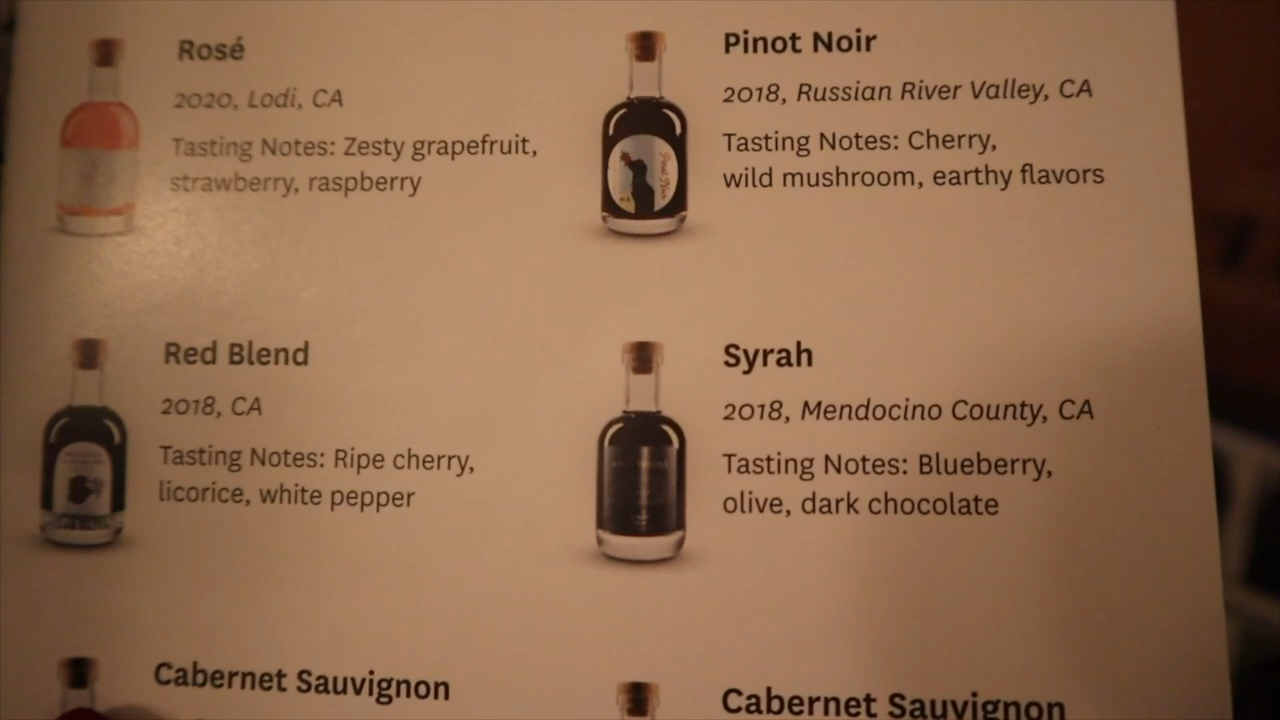 Rosé
2020, Lodi, CA
Tasting Notes: Zesty grapefruit,
strawberry, raspberry
Pinot Noir
2018, Russian River Valley, CA
Tasting Notes: Cherry,
wild mushroom, earthy flavors
Pinot Noir
Red Blend
2018, CA
Tasting Notes: Ripe cherry,
licorice, white pepper
Syrah
2018, Mendocino County, CA
Tasting Notes: Blueberry,
olive, dark chocolate
Cabernet Sauvignon
Cabernet Sauvignon